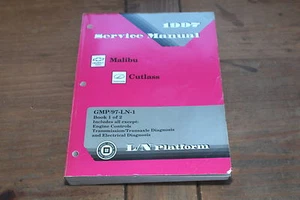 1997
Service Manual
Malibu
Cutlass
GMP/97-LN-1
Book 1 of 2
Includes all except:
Engine Controls
Transmission/Transaxle Diagnosis
and Electrical Diagnosis
L/N Platform